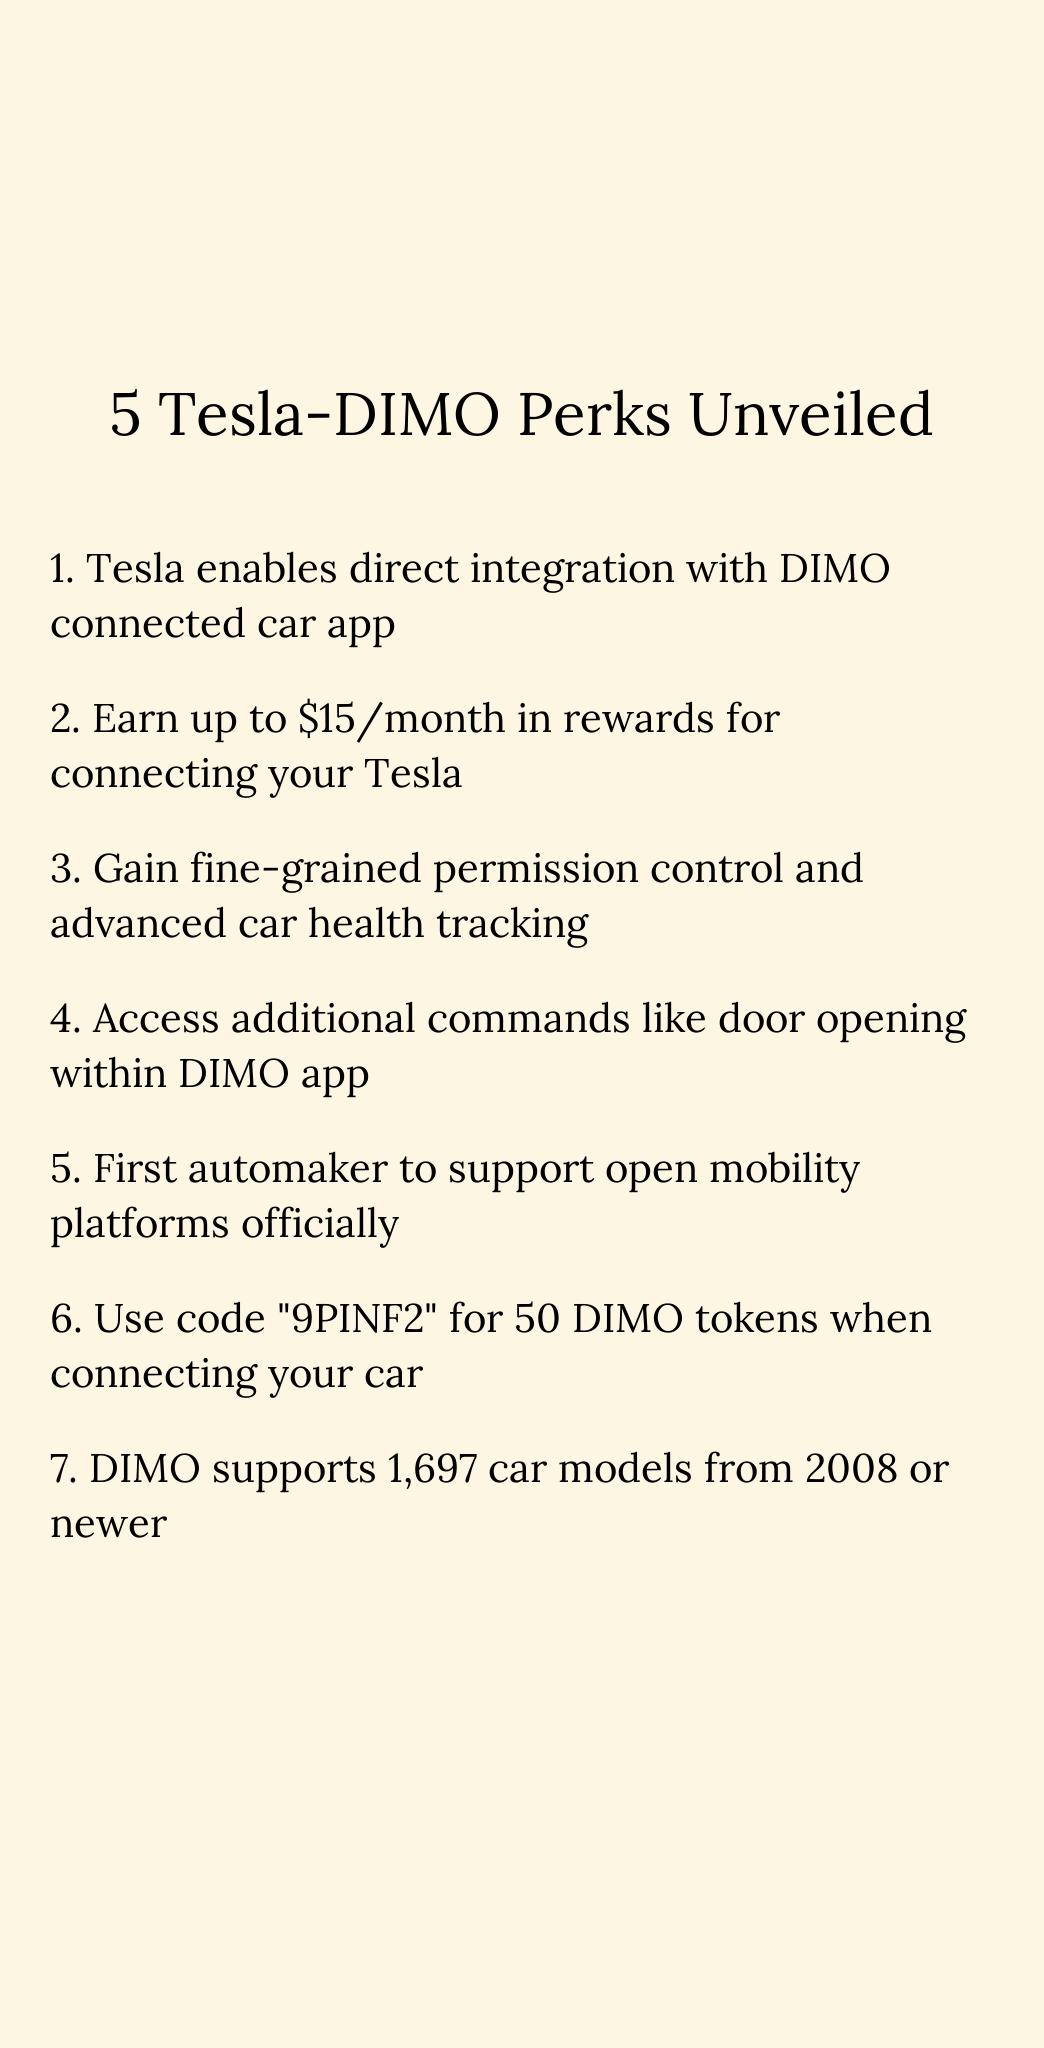 5 Tesla-DIMO Perks Unveiled
1. Tesla enables direct integration with DIMO
connected car app
2. Earn up to $15/month in rewards for
connecting your Tesla
3. Gain fine-grained permission control and
advanced car health tracking
4. Access additional commands like door opening
within DIMO app
5. First automaker to support open mobility
platforms officially
6. Use code "9PINF2" for 50 DIMO tokens when
connecting your car
7. DIMO supports 1,697 car models from 2008 or
newer